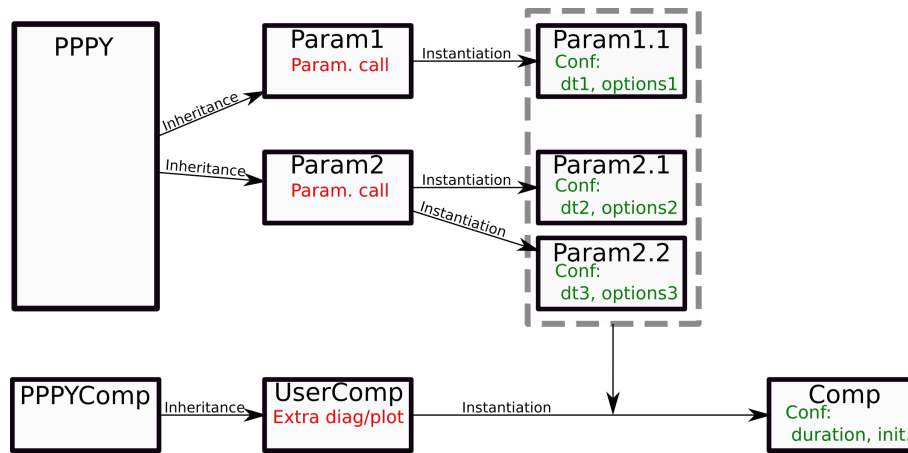 PPPY
Param1
Param. call
Instantiation
Param1.1
Conf:
dt1, options1
Inheritance
Inheritance
Param2
Param. call
Instantiation
Instantiation
Param2.1
Conf:
dt2, options2
Param2.2
Conf:
dt3, options3
PPPYComp
Inheritance
UserComp
Extra diag/plot
Instantiation
Comp
Conf:
duration, init.